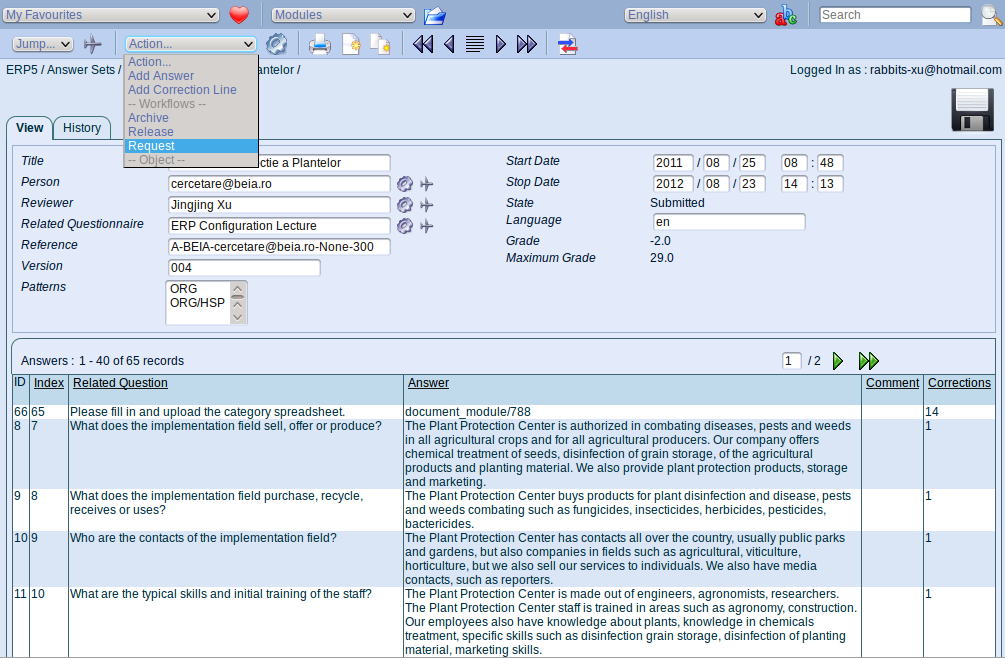 My Favourites Modules English Search
Jump... Action...
ERP5 / Answer Sets / antelor / Logged In as : rabbits-xu@hotmail.com
Action...
Add Answer
Add Correction Line
-- Workflows --
Archive
Release
Request
-- Object --
View History
Title ctie a Plantelor Start Date 2011 / 08 / 25 08 : 48
Person cercetare@beia.ro Stop Date 2012 / 08 / 23 14 : 13
Reviewer Jingjing Xu State Submitted
Related Questionnaire ERP Configuration Lecture Language en
Reference A-BEIA-cercetare@beia.ro-None-300 Grade -2.0
Version 004 Maximum Grade 29.0
Patterns ORG
ORG/HSP
Answers : 1 - 40 of 65 records 1 / 2
ID Index Related Question Answer Comment Corrections
66 65 Please fill in and upload the category spreadsheet. document_module/788 14
8 7 What does the implementation field sell, offer or produce? The Plant Protection Center is authorized in combating diseases, pests and weeds 1
in all agricultural crops and for all agricultural producers. Our company offers
chemical treatment of seeds, disinfection of grain storage, of the agricultural
products and planting material. We also provide plant protection products, storage
and marketing.
9 8 What does the implementation field purchase, recycle, The Plant Protection Center buys products for plant disinfection and disease, pests 1
receives or uses? and weeds combating such as fungicides, insecticides, herbicides, pesticides,
bactericides.
10 9 Who are the contacts of the implementation field? The Plant Protection Center has contacts all over the country, usually public parks 1
and gardens, but also companies in fields such as agricultural, viticulture,
horticulture, but we also sell our services to individuals. We also have media
contacts, such as reporters.
11 10 What are the typical skills and initial training of the staff? The Plant Protection Center is made out of engineers, agronomists, researchers. 1
The Plant Protection Center staff is trained in areas such as agronomy, construction.
Our employees also have knowledge about plants, knowledge in chemicals
treatment, specific skills such as disinfection grain storage, disinfection of planting
material, marketing skills.